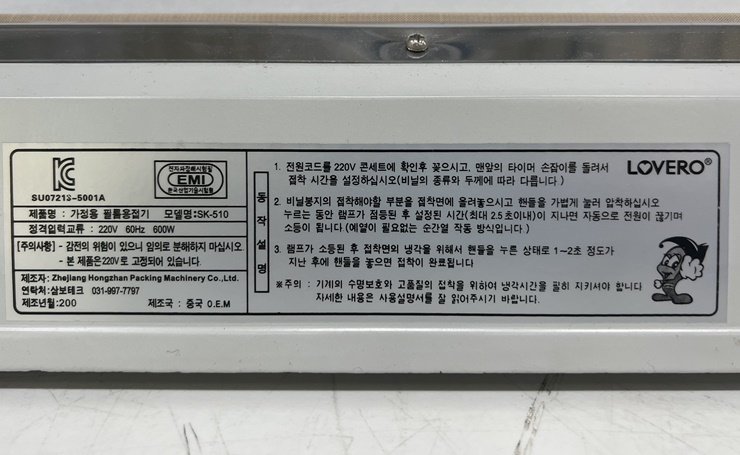 SU07213-5001A
전자파장해시험필
EMI
한국산업기술시험원
제품명 : 가정용 필름용접기 모델명:SK-510
정격입력교류 : 220V 60Hz 600W
[주의사항] - 감전의 위험이 있으니 임의로 분해하지 마십시오
- 본 제품은 220V로 고정되어 있습니다.
제조자: Zhejiang Hongzhan Packing Machinery Co.,Ltd.
연락처:삼보테크 031-997-7797
제조년월:200 제조국 : 중국 O.E.M
동작설명
LOVERO®
1. 전원코드를 220V 콘세트에 확인후 꽂으시고, 맨앞의 타이머 손잡이를 돌려서
접착 시간을 설정하십시오(비닐의 종류와 두께에 따라 다릅니다)
2. 비닐봉지의 접착해야할 부분을 접착면에 올려놓으시고 핸들을 가볍게 눌러 압착하십시오
누르는 동안 램프가 점등된 후 설정된 시간(최대 2.5초이내)이 지나면 자동으로 전원이 끊기며
소등이 됩니다(예열이 필요없는 순간열 작동 방식입니다)
3. 램프가 소등된 후 접착면의 냉각을 위해서 핸들을 누른 상태로 1~2초 정도가
지난 후에 핸들을 놓으면 접착이 완료됩니다
※주의 : 기계의 수명보호와 고품질의 접착을 위하여 냉각시간을 필히 지키셔야 합니다
자세한 내용은 사용설명서를 잘 읽어주시기 바랍니다.